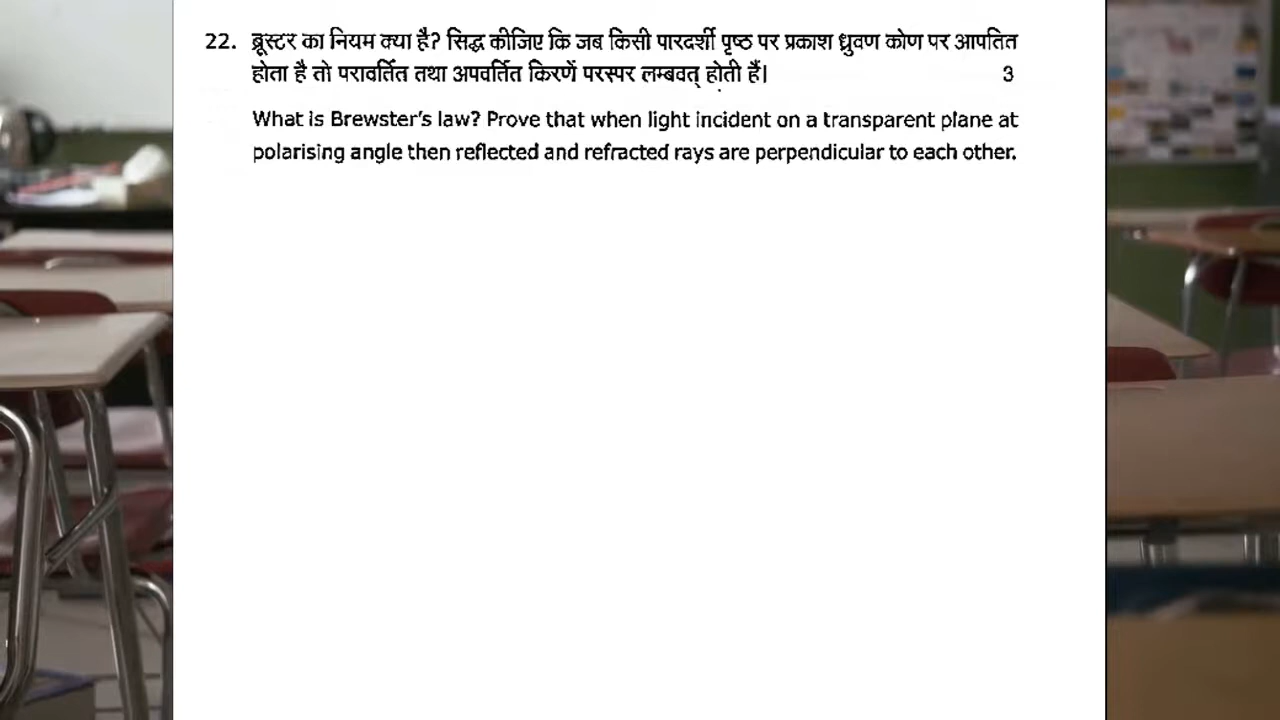 22. ब्रूस्टर का नियम क्या है? सिद्ध कीजिए कि जब किसी पारदर्शी पृष्ठ पर प्रकाश ध्रुवण कोण पर आपतित
होता है तो परावर्तित तथा अपवर्तित किरणें परस्पर लम्बवत् होती हैं। 3
What is Brewster's law? Prove that when light incident on a transparent plane at
polarising angle then reflected and refracted rays are perpendicular to each other.